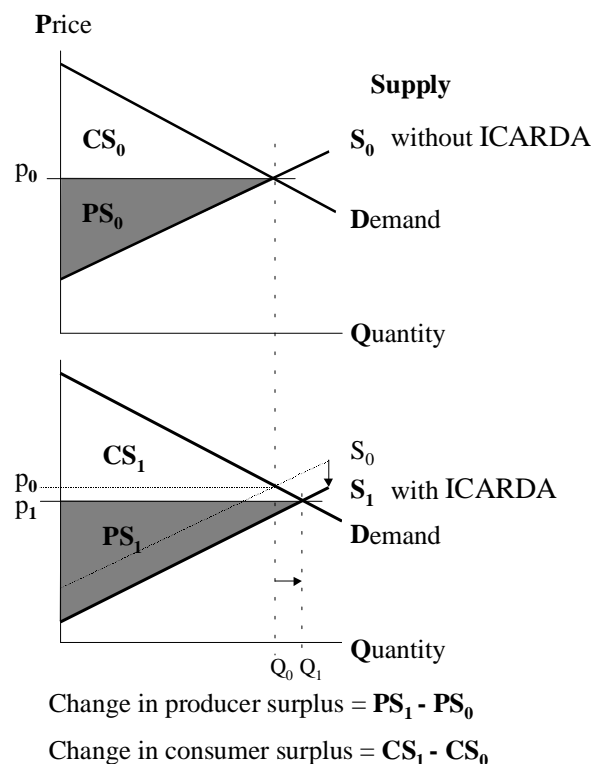 Price
Supply
CS₀
S₀ without ICARDA
p₀
PS₀
Demand
Quantity
CS₁
S₀
p₀
S₁ with ICARDA
p₁
PS₁
Demand
Quantity
Q₀ Q₁
Change in producer surplus = PS₁ - PS₀
Change in consumer surplus = CS₁ - CS₀